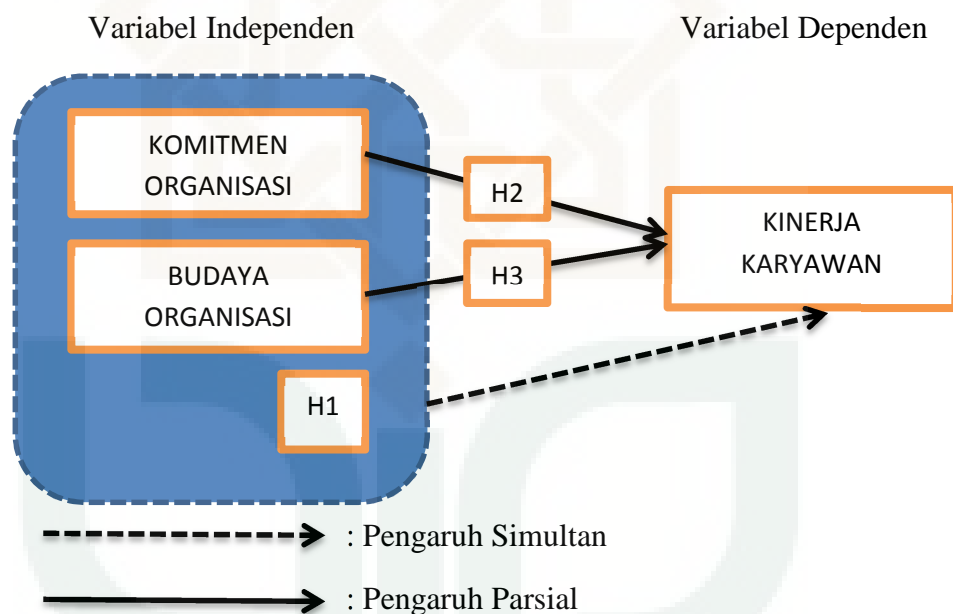 Variabel Independen
Variabel Dependen
KOMITMEN
ORGANISASI
H2
KINERJA
KARYAWAN
BUDAYA
ORGANISASI
H3
H1
: Pengaruh Simultan
: Pengaruh Parsial